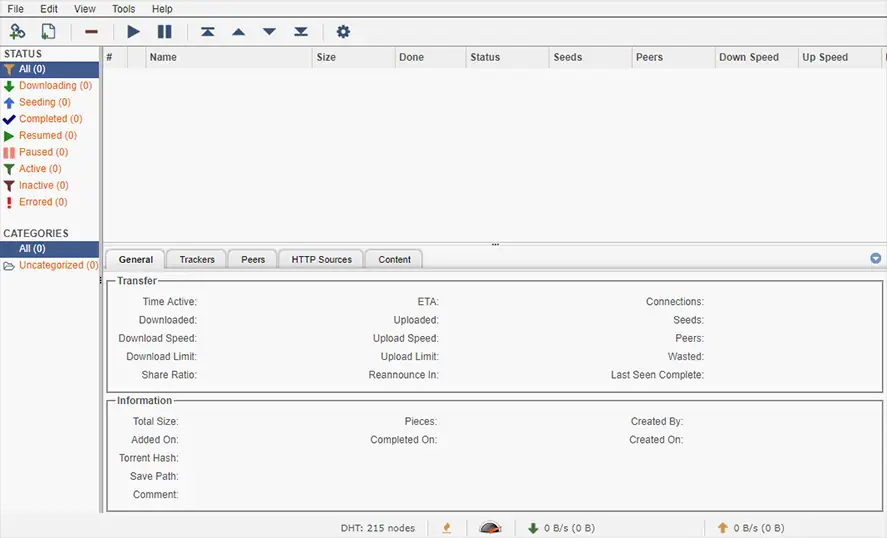 File Edit View Tools Help
STATUS
All (0)
Downloading (0)
Seeding (0)
Completed (0)
Resumed (0)
Paused (0)
Active (0)
Inactive (0)
Errored (0)
CATEGORIES
All (0)
Uncategorized (0)
# Name Size Done Status Seeds Peers Down Speed Up Speed
General Trackers Peers HTTP Sources Content
Transfer
Time Active: ETA: Connections:
Downloaded: Uploaded: Seeds:
Download Speed: Upload Speed: Peers:
Download Limit: Upload Limit: Wasted:
Share Ratio: Reannounce In: Last Seen Complete:
Information
Total Size: Pieces: Created By:
Added On: Completed On: Created On:
Torrent Hash:
Save Path:
Comment:
DHT: 215 nodes 0 B/s (0 B) 0 B/s (0 B)